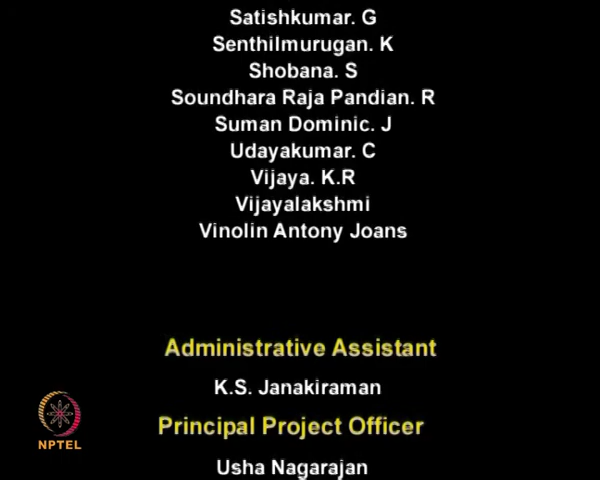 Satishkumar. G
Senthilmurugan. K
Shobana. S
Soundhara Raja Pandian. R
Suman Dominic. J
Udayakumar. C
Vijaya. K.R
Vijayalakshmi
Vinolin Antony Joans
Administrative Assistant
K.S. Janakiraman
Principal Project Officer
Usha Nagarajan
NPTEL